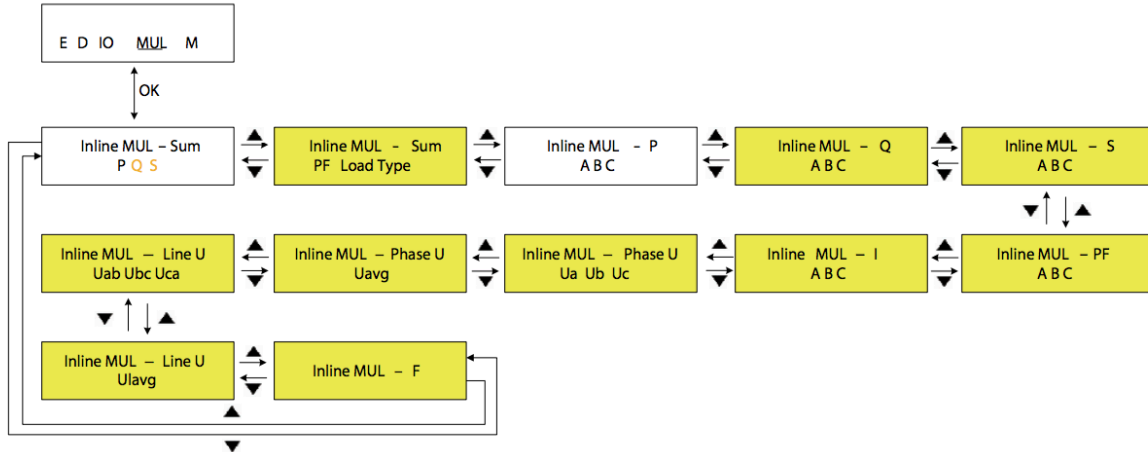 E D IO MUL M
OK
Inline MUL – Sum
P Q S
Inline MUL - Sum
PF Load Type
Inline MUL - P
A B C
Inline MUL - Q
A B C
Inline MUL - S
A B C
Inline MUL – Line U
Uab Ubc Uca
Inline MUL – Phase U
Uavg
Inline MUL – Phase U
Ua Ub Uc
Inline MUL - I
A B C
Inline MUL – PF
A B C
Inline MUL – Line U
Ulavg
Inline MUL - F